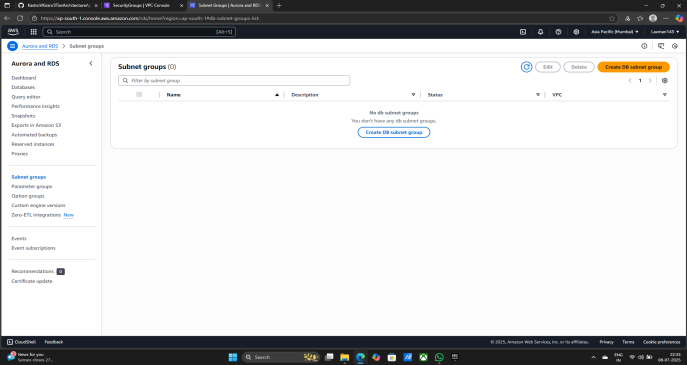 KastroVKiran/3TierArchitectureA
SecurityGroups | VPC Console
Subnet Groups | Aurora and RDS
https://ap-south-1.console.aws.amazon.com/rds/home?region=ap-south-1#db-subnet-groups-list
aws
Search
[Alt+S]
Asia Pacific (Mumbai)
Laxman143
Aurora and RDS
Subnet groups
Aurora and RDS
Dashboard
Databases
Query editor
Performance insights
Snapshots
Exports in Amazon S3
Automated backups
Reserved instances
Proxies
Subnet groups
Parameter groups
Option groups
Custom engine versions
Zero-ETL integrations New
Events
Event subscriptions
Recommendations 0
Certificate update
Subnet groups (0)
Edit
Delete
Create DB subnet group
Filter by subnet group
1
Name
Description
Status
VPC
No db subnet groups
You don't have any db subnet groups.
Create DB subnet group
CloudShell
Feedback
© 2025, Amazon Web Services, Inc. or its affiliates.
Privacy
Terms
Cookie preferences
News for you
Sensex closes 27...
Search
ENG
IN
22:33
08-07-2025